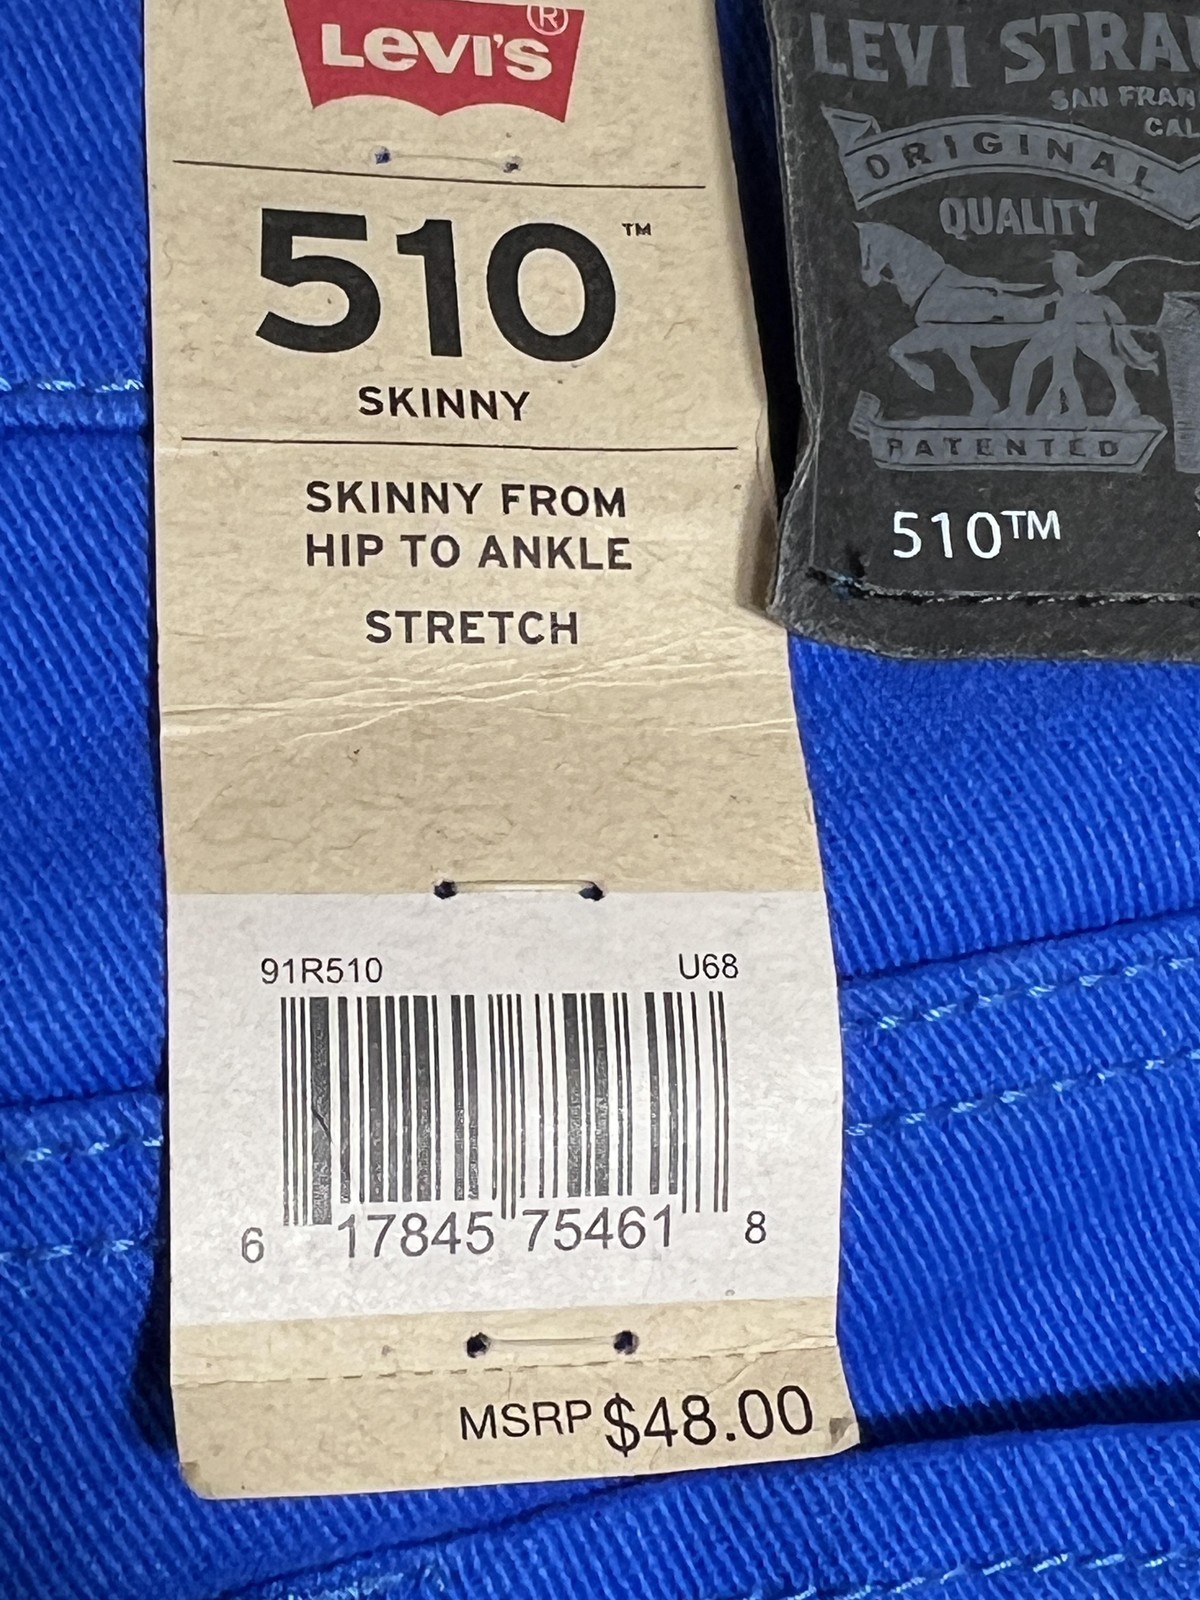 LEVI'S®
510™
SKINNY
SKINNY FROM
HIP TO ANKLE
STRETCH
91R510 U68
6 17845 75461 8
MSRP $48.00
LEVI STRAU
SAN FRAN
CAL
ORIGINAL
QUALITY
PATENTED
510™